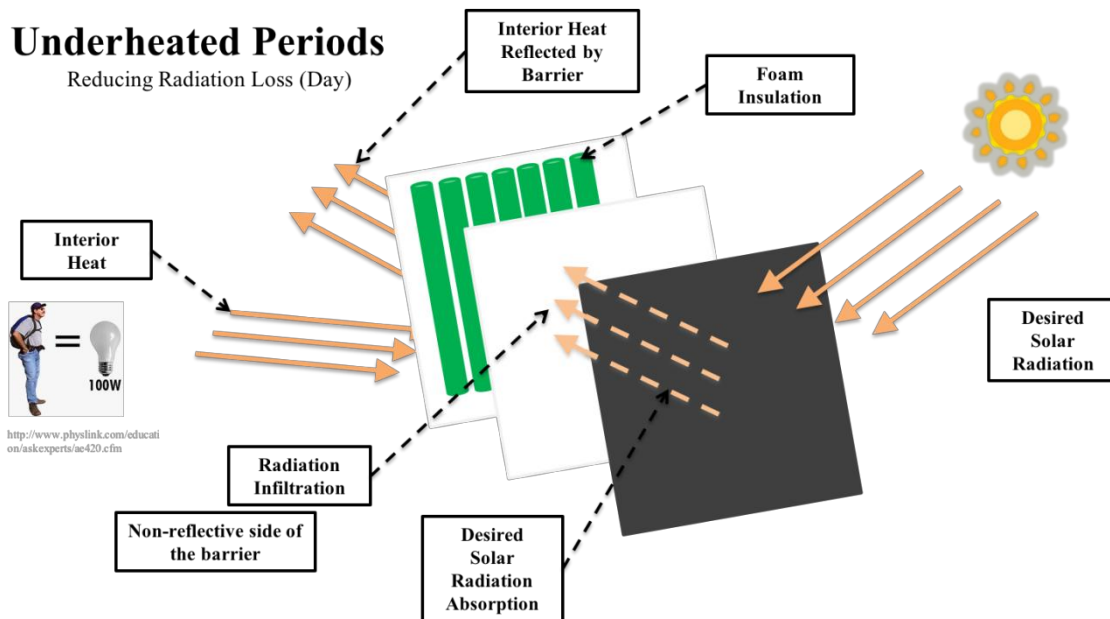 Underheated Periods
Reducing Radiation Loss (Day)
Interior Heat
Reflected by
Barrier
Foam
Insulation
Interior
Heat
=
100W
http://www.physlink.com/educati
on/askexperts/ae420.cfm
Desired
Solar
Radiation
Radiation
Infiltration
Non-reflective side of
the barrier
Desired
Solar
Radiation
Absorption